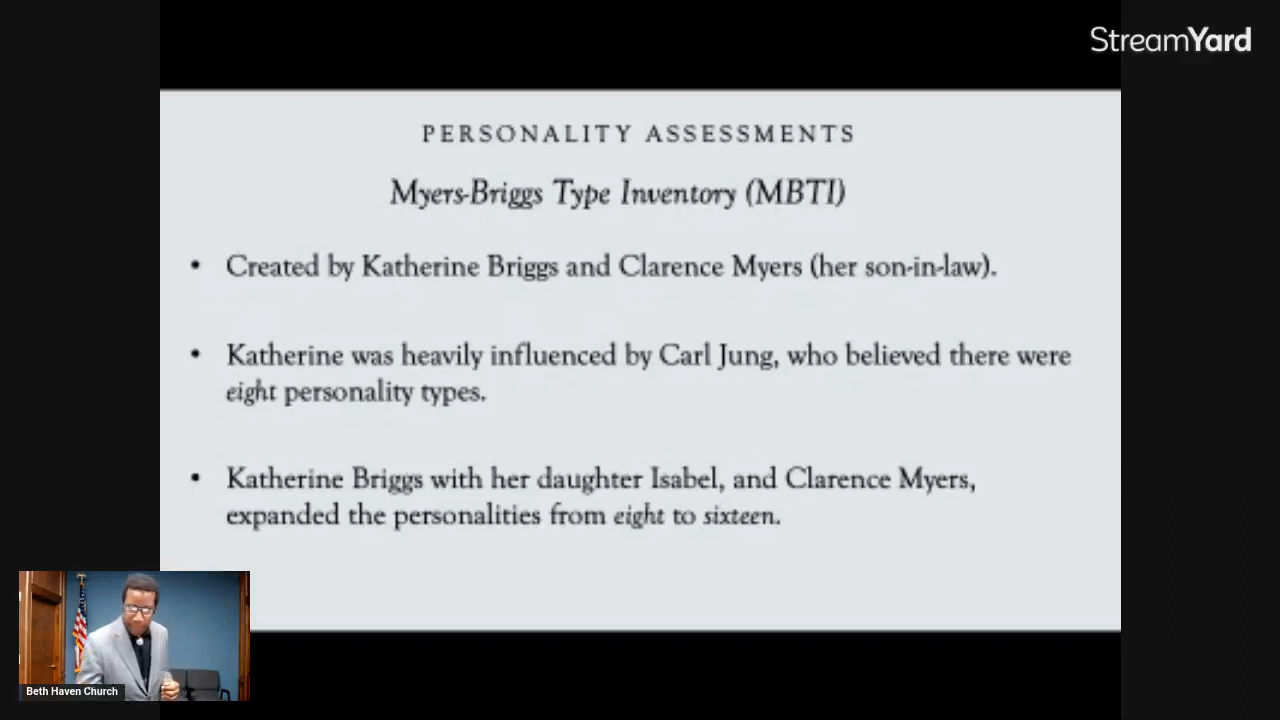 StreamYard
PERSONALITY ASSESSMENTS
Myers-Briggs Type Inventory (MBTI)
• Created by Katherine Briggs and Clarence Myers (her son-in-law).
• Katherine was heavily influenced by Carl Jung, who believed there were
eight personality types.
• Katherine Briggs with her daughter Isabel, and Clarence Myers,
expanded the personalities from eight to sixteen.
Beth Haven Church